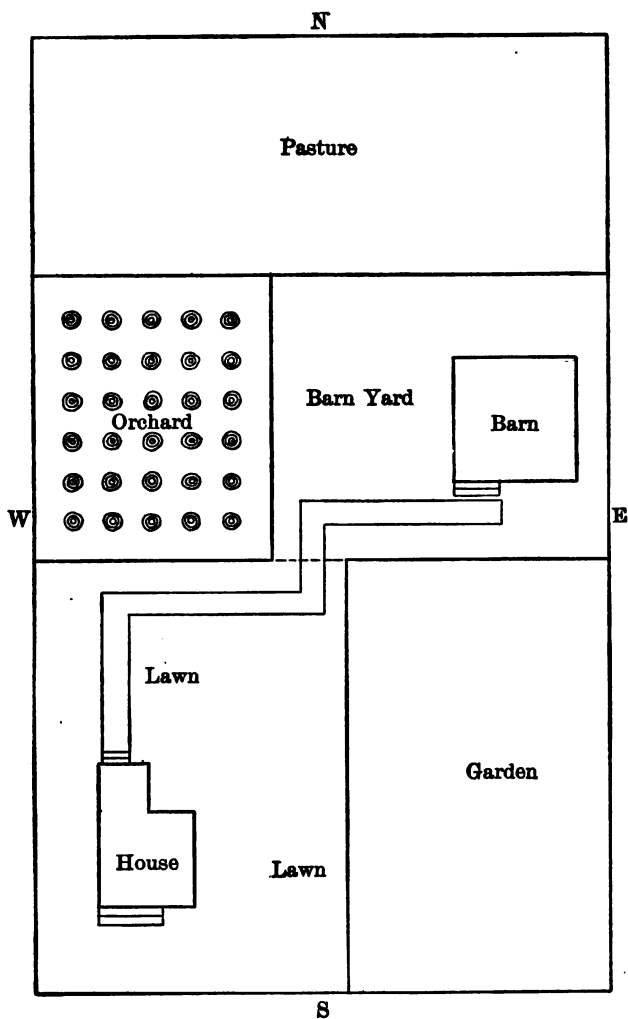 N
Pasture
Barn Yard
Orchard
Barn
W
E
Lawn
Garden
House
Lawn
S